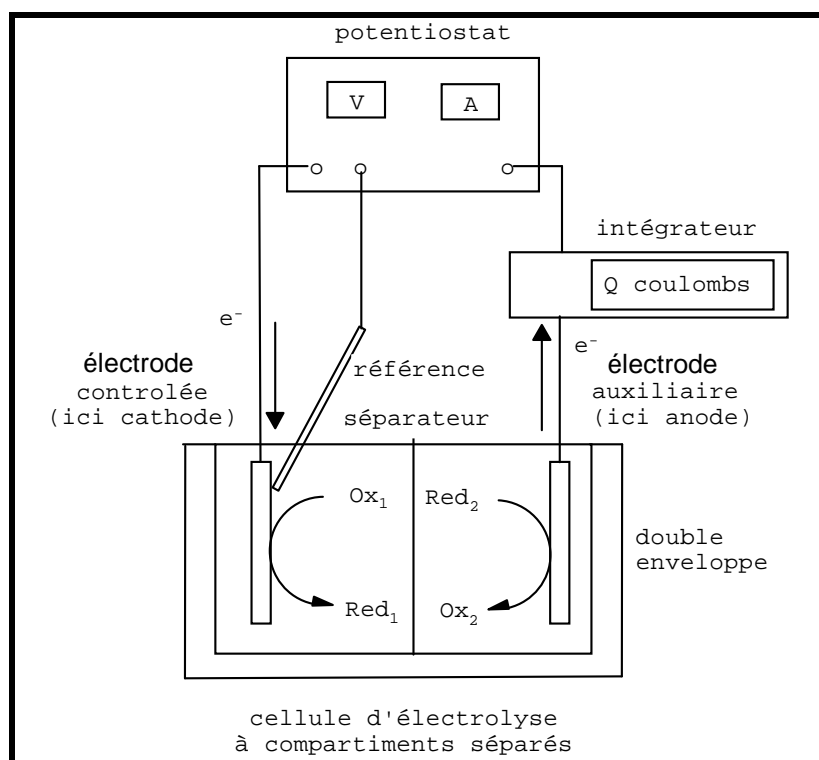 potentiostat
V
A
intégrateur
Q coulombs
e⁻
e⁻
électrode
controlée
(ici cathode)
référence
électrode
auxiliaire
(ici anode)
séparateur
Ox₁
Red₂
double
enveloppe
Red₁
Ox₂
cellule d'électrolyse
à compartiments séparés